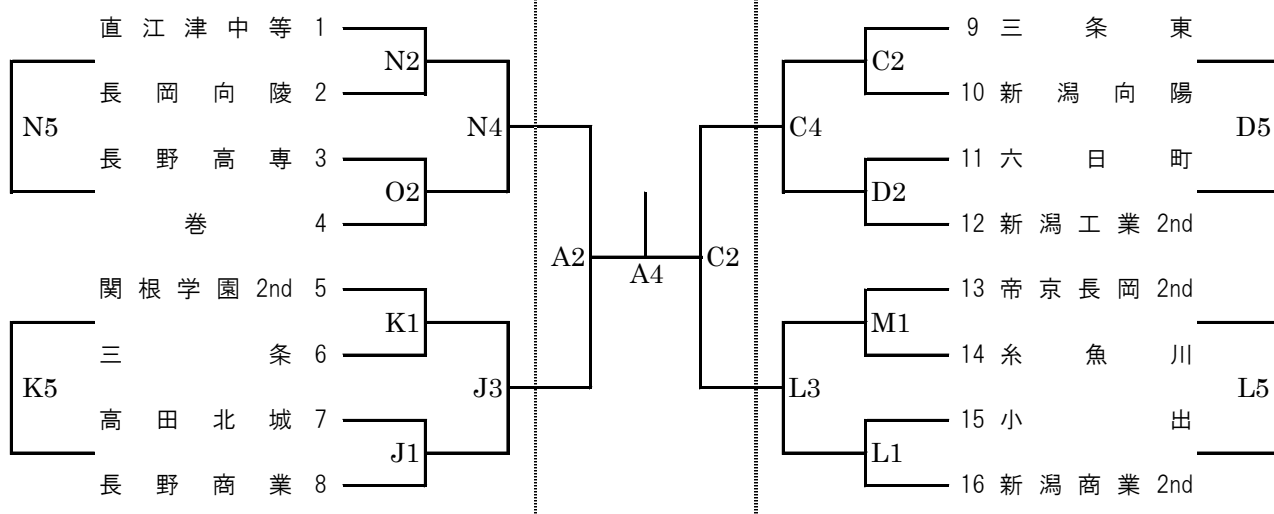 直江津中等 1
N2
長岡向陵 2
N5
N4
長野高専 3
O2
巻 4
A2
関根学園 2nd 5
K1
三条 6
K5
J3
高田北城 7
J1
長野商業 8
A4
9 三条東
C2
10 新潟向陽
C4
D5
11 六日町
D2
12 新潟工業 2nd
C2
13 帝京長岡 2nd
M1
14 糸魚川
L3
L5
15 小出
L1
16 新潟商業 2nd